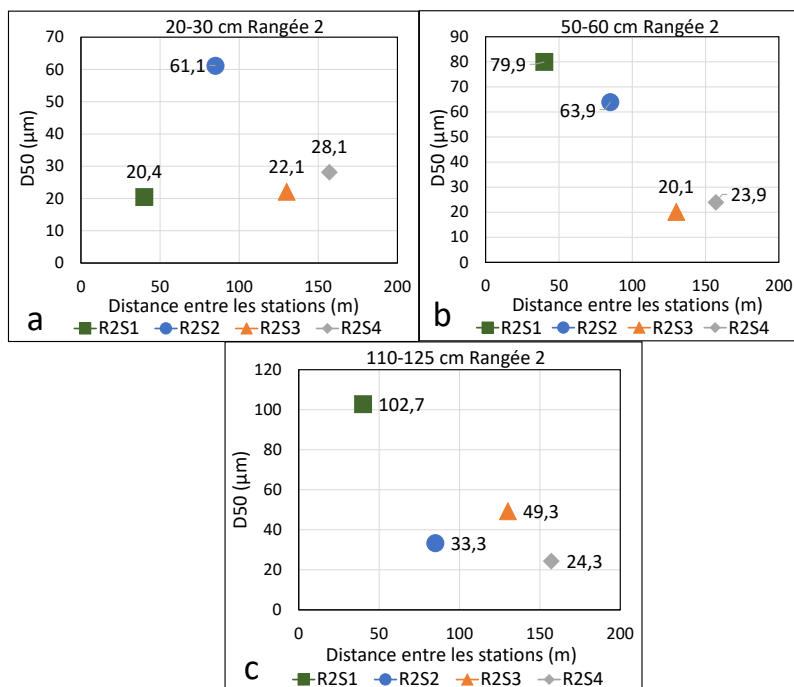 20-30 cm Rangée 2
D50 (µm)
70
60
50
40
30
20
10
0
61,1
20,4
22,1
28,1
0 50 100 150 200
Distance entre les stations (m)
a
R2S1 R2S2 R2S3 R2S4
50-60 cm Rangée 2
D50 (µm)
90
80
70
60
50
40
30
20
10
0
79,9
63,9
20,1
23,9
0 50 100 150 200
Distance entre les stations (m)
b
R2S1 R2S2 R2S3 R2S4
110-125 cm Rangée 2
D50 (µm)
120
100
80
60
40
20
0
102,7
33,3
49,3
24,3
0 50 100 150 200
Distance entre les stations (m)
c
R2S1 R2S2 R2S3 R2S4